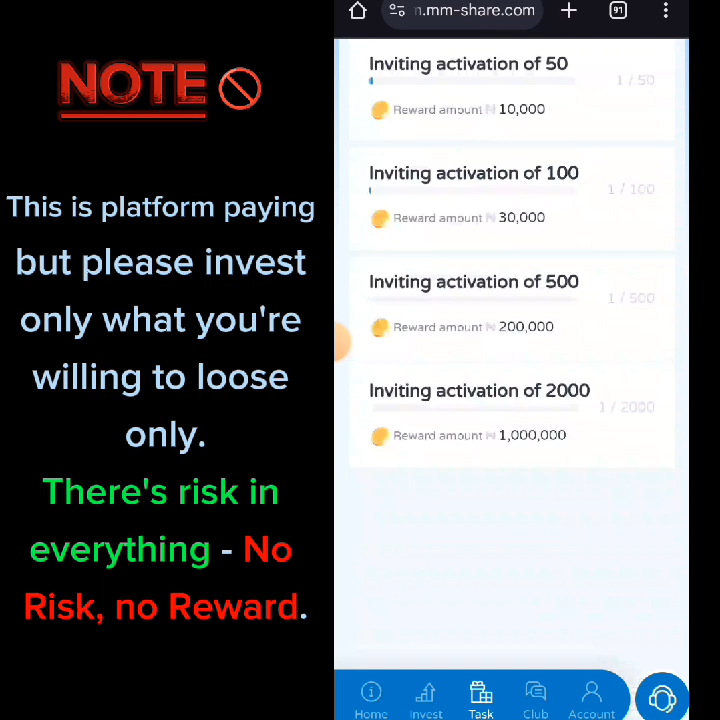 NOTE
This is platform paying
but please invest
only what you're
willing to loose
only.
There's risk in
everything - No
Risk, no Reward.
n.mm-share.com
91
Inviting activation of 50
1 / 50
Reward amount ₦ 10,000
Inviting activation of 100
1 / 100
Reward amount ₦ 30,000
Inviting activation of 500
1 / 500
Reward amount ₦ 200,000
Inviting activation of 2000
1 / 2000
Reward amount ₦ 1,000,000
Home Invest Task Club Account